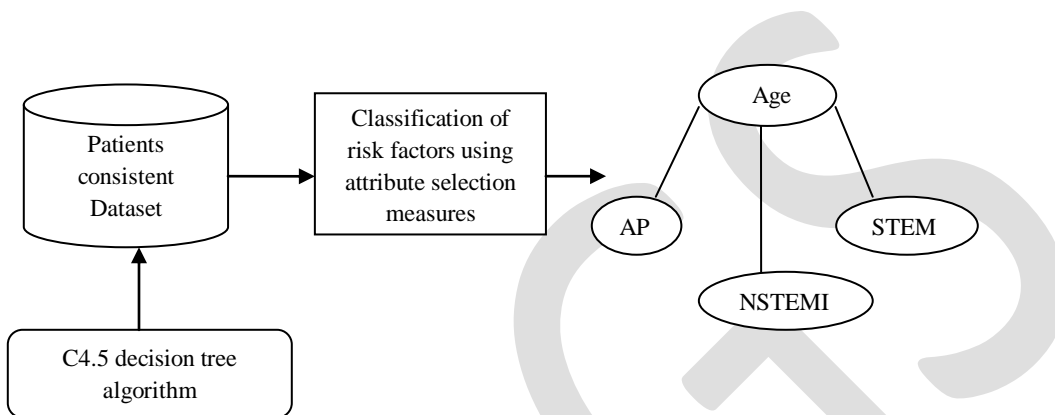 Patients
consistent
Dataset
Classification of
risk factors using
attribute selection
measures
Age
AP
STEM
NSTEMI
C4.5 decision tree
algorithm